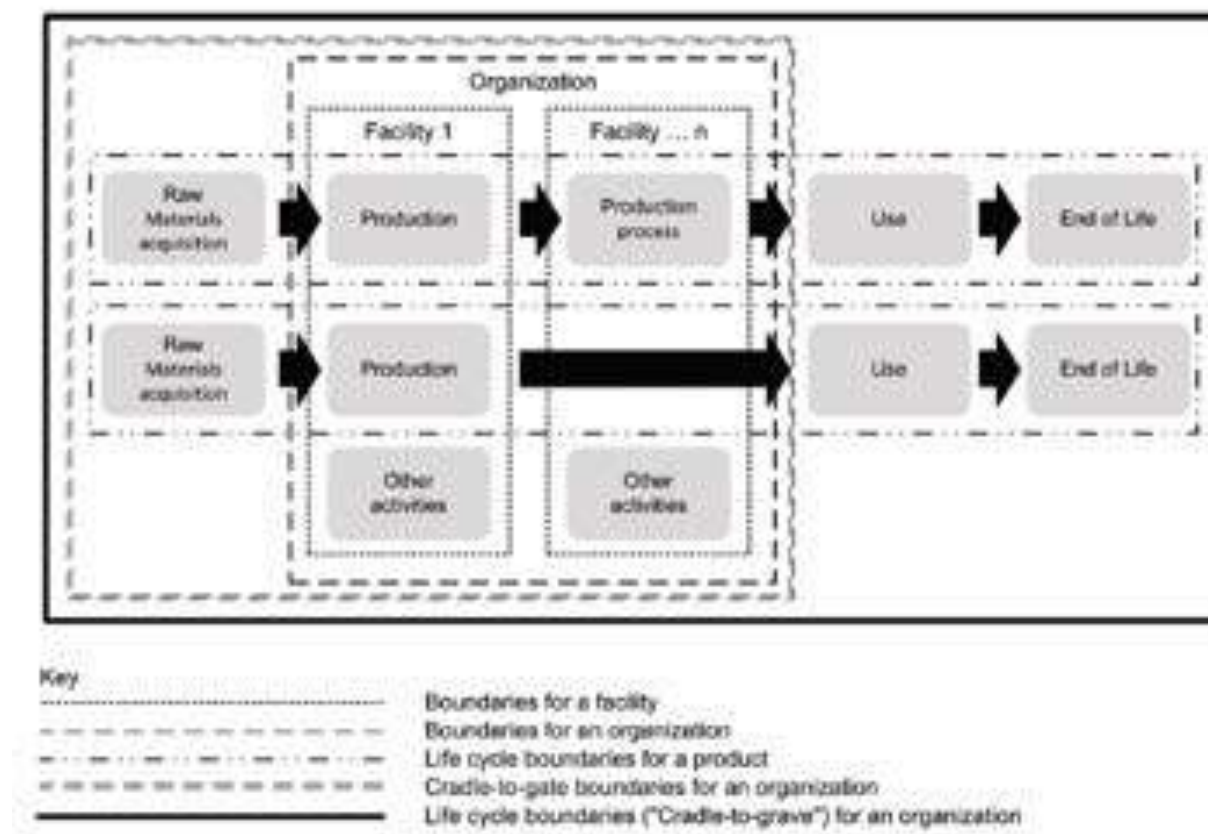 Organization
Facility 1
Facility ... n
Raw
Materials
acquisition
Production
Production
process
Use
End of Life
Raw
Materials
acquisition
Production
Use
End of Life
Other
activities
Other
activities
Key
Boundaries for a facility
Boundaries for an organization
Life cycle boundaries for a product
Cradle-to-gate boundaries for an organization
Life cycle boundaries ("Cradle-to-grave") for an organization